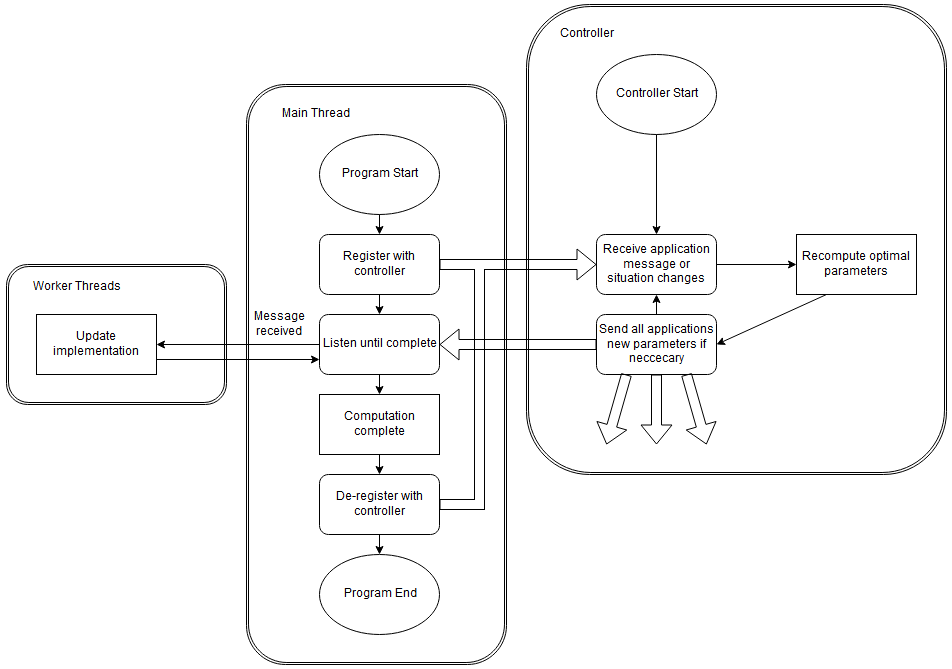 Controller
Controller Start
Main Thread
Program Start
Register with
controller
Receive application
message or
situation changes
Recompute optimal
parameters
Worker Threads
Update
implementation
Message
received
Listen until complete
Send all applications
new parameters if
neccecary
Computation
complete
De-register with
controller
Program End